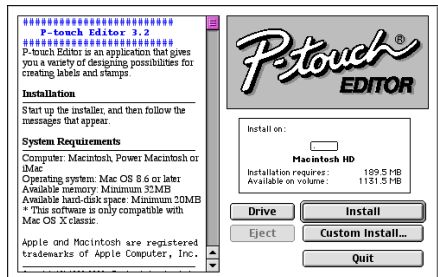 ########################
P-touch Editor 3.2
########################
P-touch Editor is an application that gives
you a variety of designing possibilities for
creating labels and stamps.
Installation
Start up the installer, and then follow the
messages that appear.
System Requirements
Computer: Macintosh, Power Macintosh or
iMac
Operating system: Mac OS 8.6 or later
Available memory: Minimum 32MB
Available hard-disk space: Minimum 20MB
* This software is only compatible with
Mac OS X classic.
Apple and Macintosh are registered
trademarks of Apple Computer, Inc.
P-touch®
EDITOR
Install on:
Macintosh HD
Installation requires: 189.5 MB
Available on volume: 1131.5 MB
Drive
Install
Eject
Custom Install...
Quit